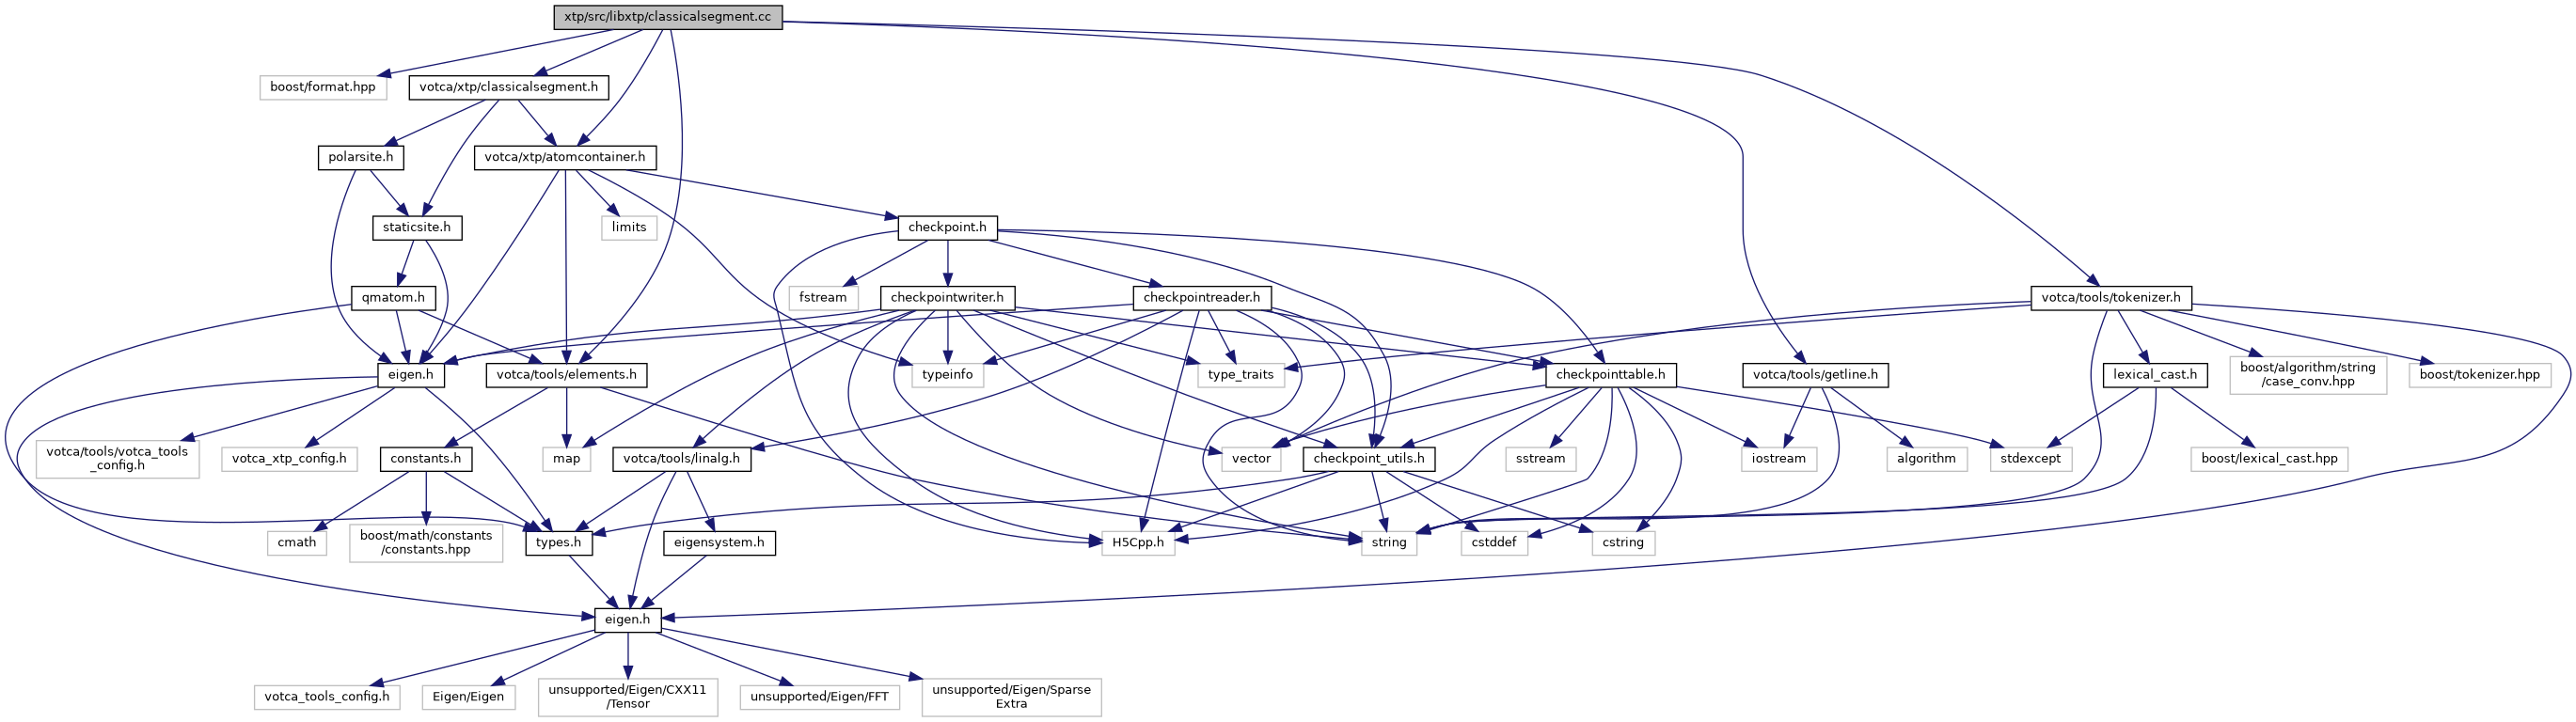 xtp/src/libxtp/classicalsegment.cc
boost/format.hpp
votca/xtp/classicalsegment.h
polarsite.h
votca/xtp/atomcontainer.h
staticsite.h
limits
checkpoint.h
qmatom.h
fstream
checkpointwriter.h
checkpointreader.h
votca/tools/tokenizer.h
eigen.h
votca/tools/elements.h
typeinfo
type_traits
checkpointtable.h
votca/tools/getline.h
lexical_cast.h
boost/algorithm/string
/case_conv.hpp
boost/tokenizer.hpp
votca/tools/votca_tools
_config.h
votca_xtp_config.h
constants.h
map
votca/tools/linalg.h
vector
checkpoint_utils.h
sstream
iostream
algorithm
stdexcept
boost/lexical_cast.hpp
cmath
boost/math/constants
/constants.hpp
types.h
eigensystem.h
H5Cpp.h
string
cstddef
cstring
eigen.h
votca_tools_config.h
Eigen/Eigen
unsupported/Eigen/CXX11
/Tensor
unsupported/Eigen/FFT
unsupported/Eigen/Sparse
Extra